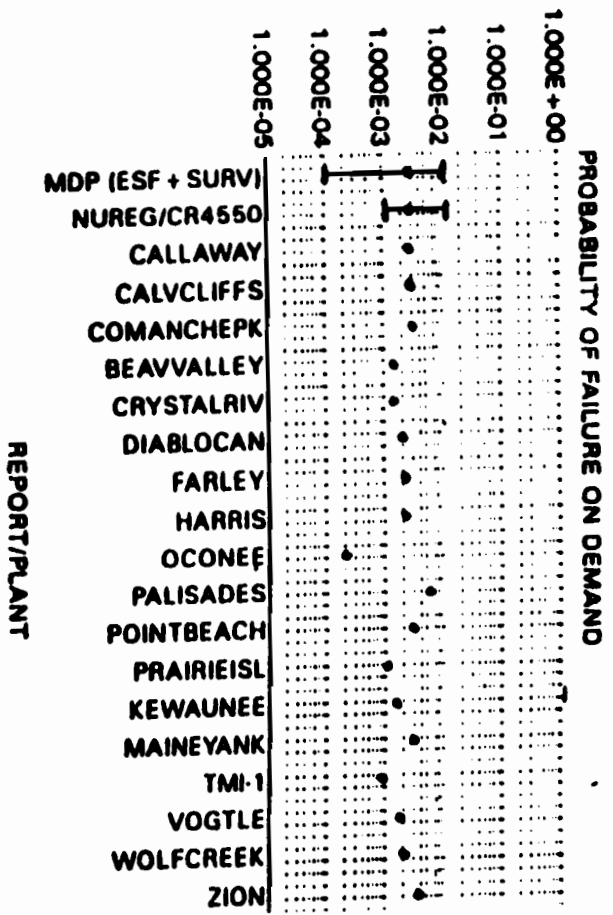 PROBABILITY OF FAILURE ON DEMAND
1.000E+00
1.000E-01
1.000E-02
1.000E-03
1.000E-04
1.000E-05
MDP (ESF + SURV)
NUREG/CR4550
CALLAWAY
CALVCLIFFS
COMANCHEPK
BEAVVALLEY
CRYSTALRIV
DIABLOCAN
FARLEY
HARRIS
OCONEE
PALISADES
POINTBEACH
PRAIRIEISL
KEWAUNEE
MAINEYANK
TMI-1
VOGTLE
WOLFCREEK
ZION
REPORT/PLANT